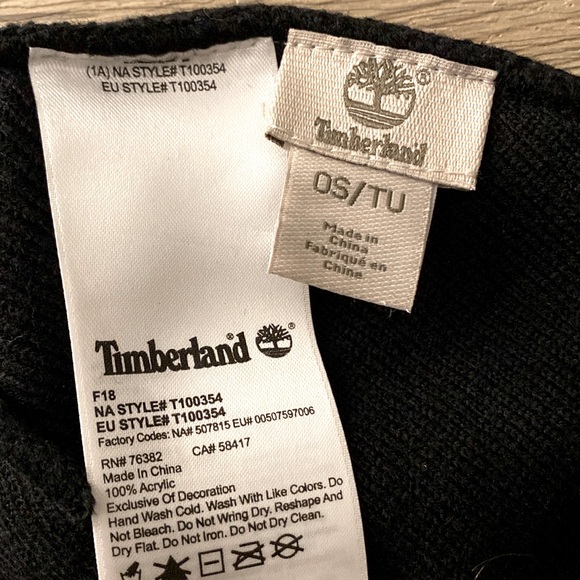 (1A) NA STYLE# T100354
EU STYLE# T100354
Timberland®
OS/TU
Made in
China
Fabriqué en
Chine
Timberland®
F18
NA STYLE# T100354
EU STYLE# T100354
Factory Codes: NA# 507815 EU# 00507597006
RN# 76382 CA# 58417
Made In China
100% Acrylic
Exclusive Of Decoration
Hand Wash Cold. Wash With Like Colors. Do
Not Bleach. Do Not Wring Dry. Reshape And
Dry Flat. Do Not Iron. Do Not Dry Clean.